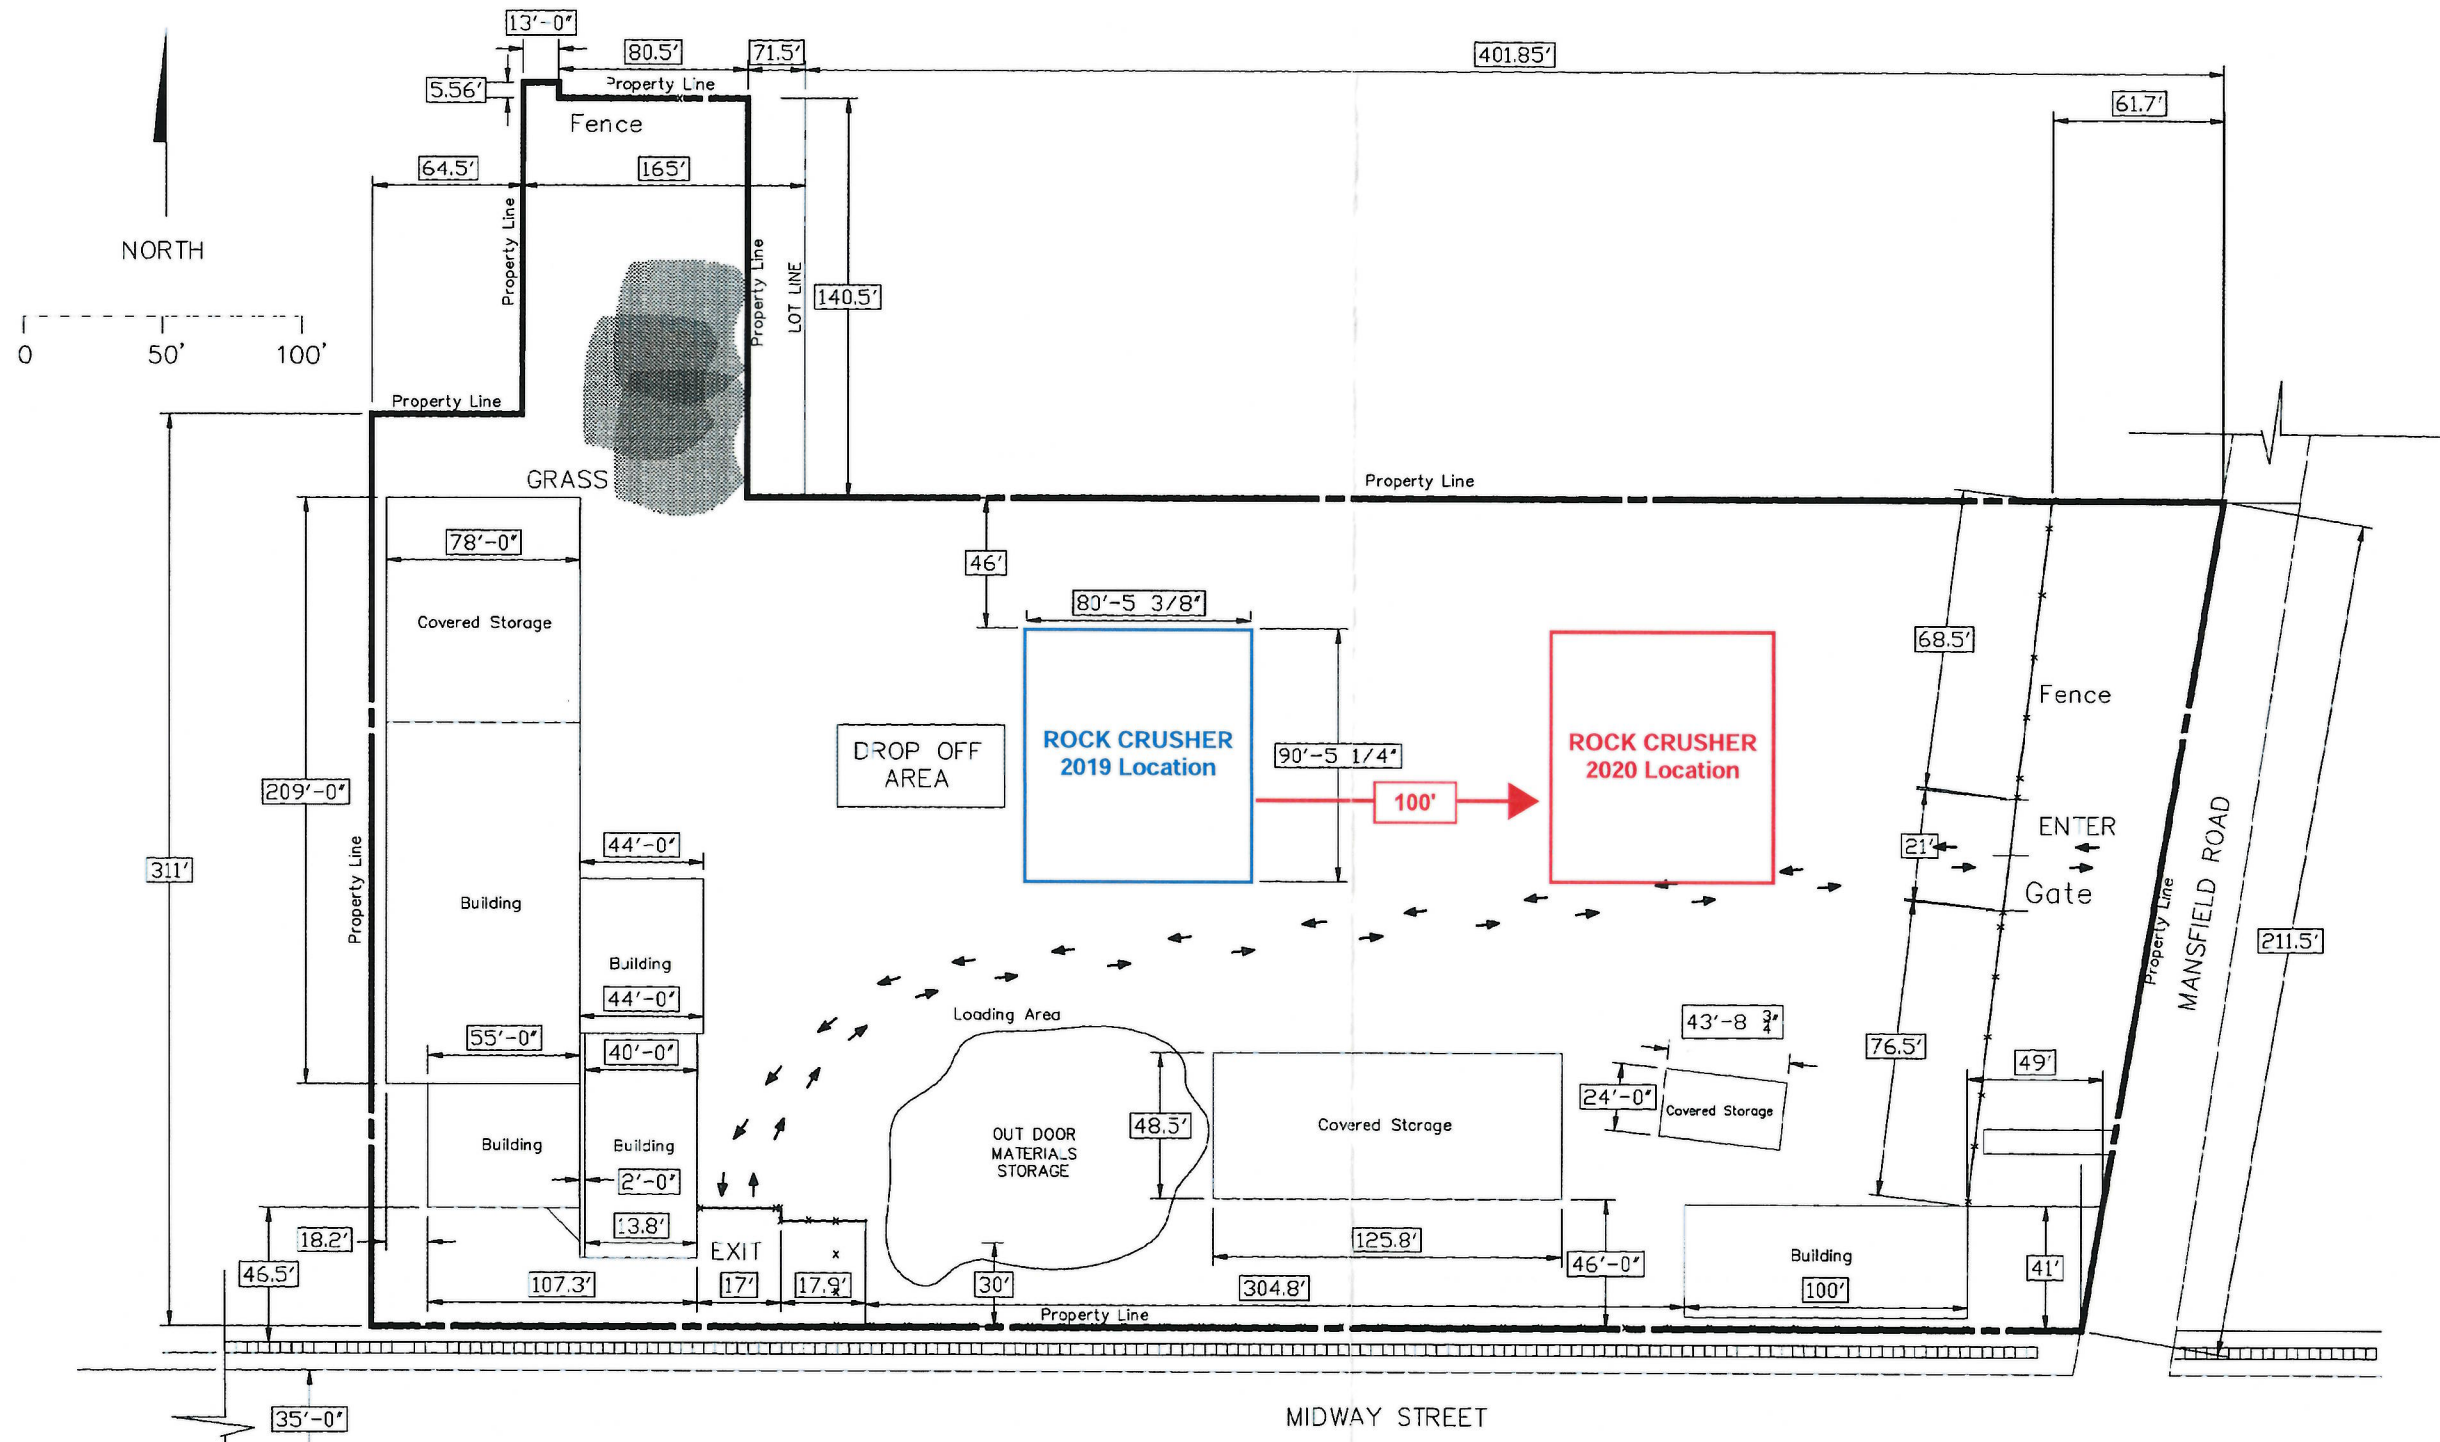 13'-0"
80.5'
71.5'
401.85'
5.56'
Property Line
61.7'
Fence
64.5'
165'
Property Line
Property Line
LOT LINE
140.5'
NORTH
0 50' 100'
Property Line
GRASS
Property Line
78'-0"
46'
80'-5 3/8"
Covered Storage
68.5'
Fence
ROCK CRUSHER
2019 Location
ROCK CRUSHER
2020 Location
DROP OFF
AREA
90'-5 1/4"
100'
209'-0"
ENTER
21'
Gate
MANSFIELD ROAD
Property Line
211.5'
44'-0"
311'
Property Line
Building
Building
44'-0"
Loading Area
43'-8 3/4"
55'-0"
40'-0"
76.5'
49'
24'-0"
Covered Storage
48.5'
Covered Storage
OUT DOOR
MATERIALS
STORAGE
Building
Building
2'-0"
13.8'
18.2'
EXIT
125.8'
46'-0"
Building
41'
46.5'
107.3'
17'
17.9'
30'
304.8'
100'
Property Line
35'-0"
MIDWAY STREET